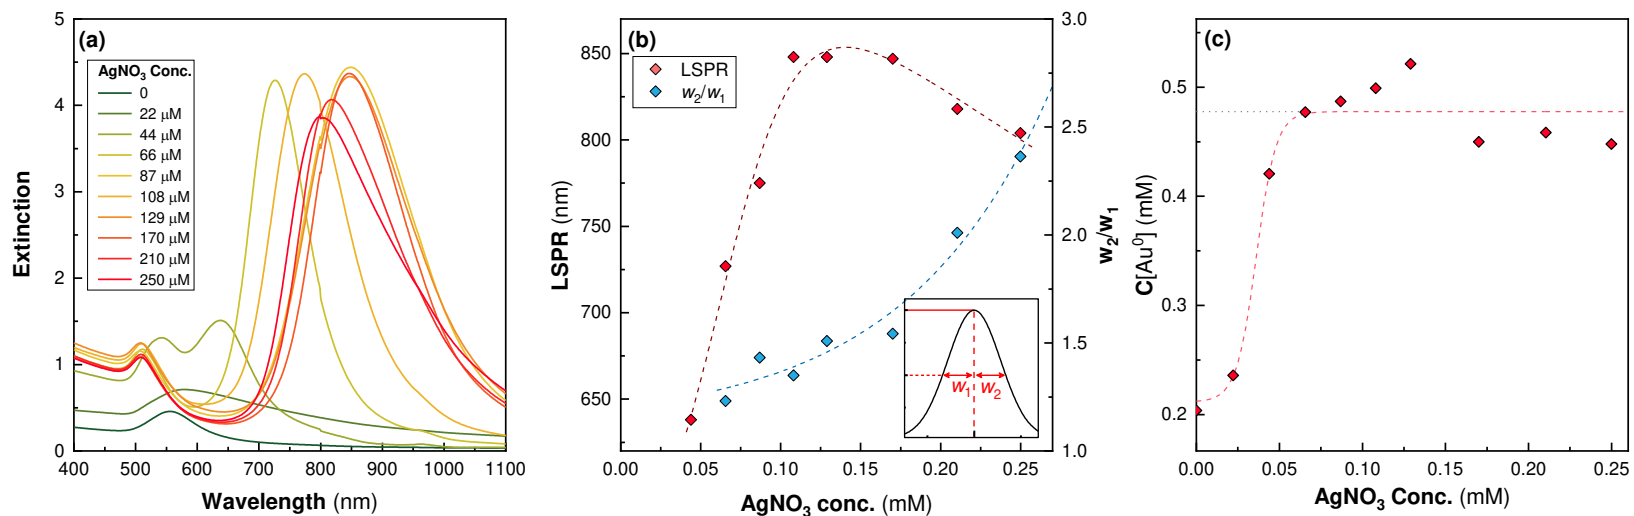 (a)
AgNO3 Conc.
0
22 μM
44 μM
66 μM
87 μM
108 μM
129 μM
170 μM
210 μM
250 μM
5
4
3
2
1
0
Extinction
400 500 600 700 800 900 1000 1100
Wavelength (nm)
(b)
LSPR
w2/w1
850
800
750
700
650
LSPR (nm)
3.0
2.5
2.0
1.5
1.0
w2/w1
w1 w2
0.00 0.05 0.10 0.15 0.20 0.25
AgNO3 conc. (mM)
(c)
0.5
0.4
0.3
0.2
C[Au0] (mM)
0.00 0.05 0.10 0.15 0.20 0.25
AgNO3 Conc. (mM)